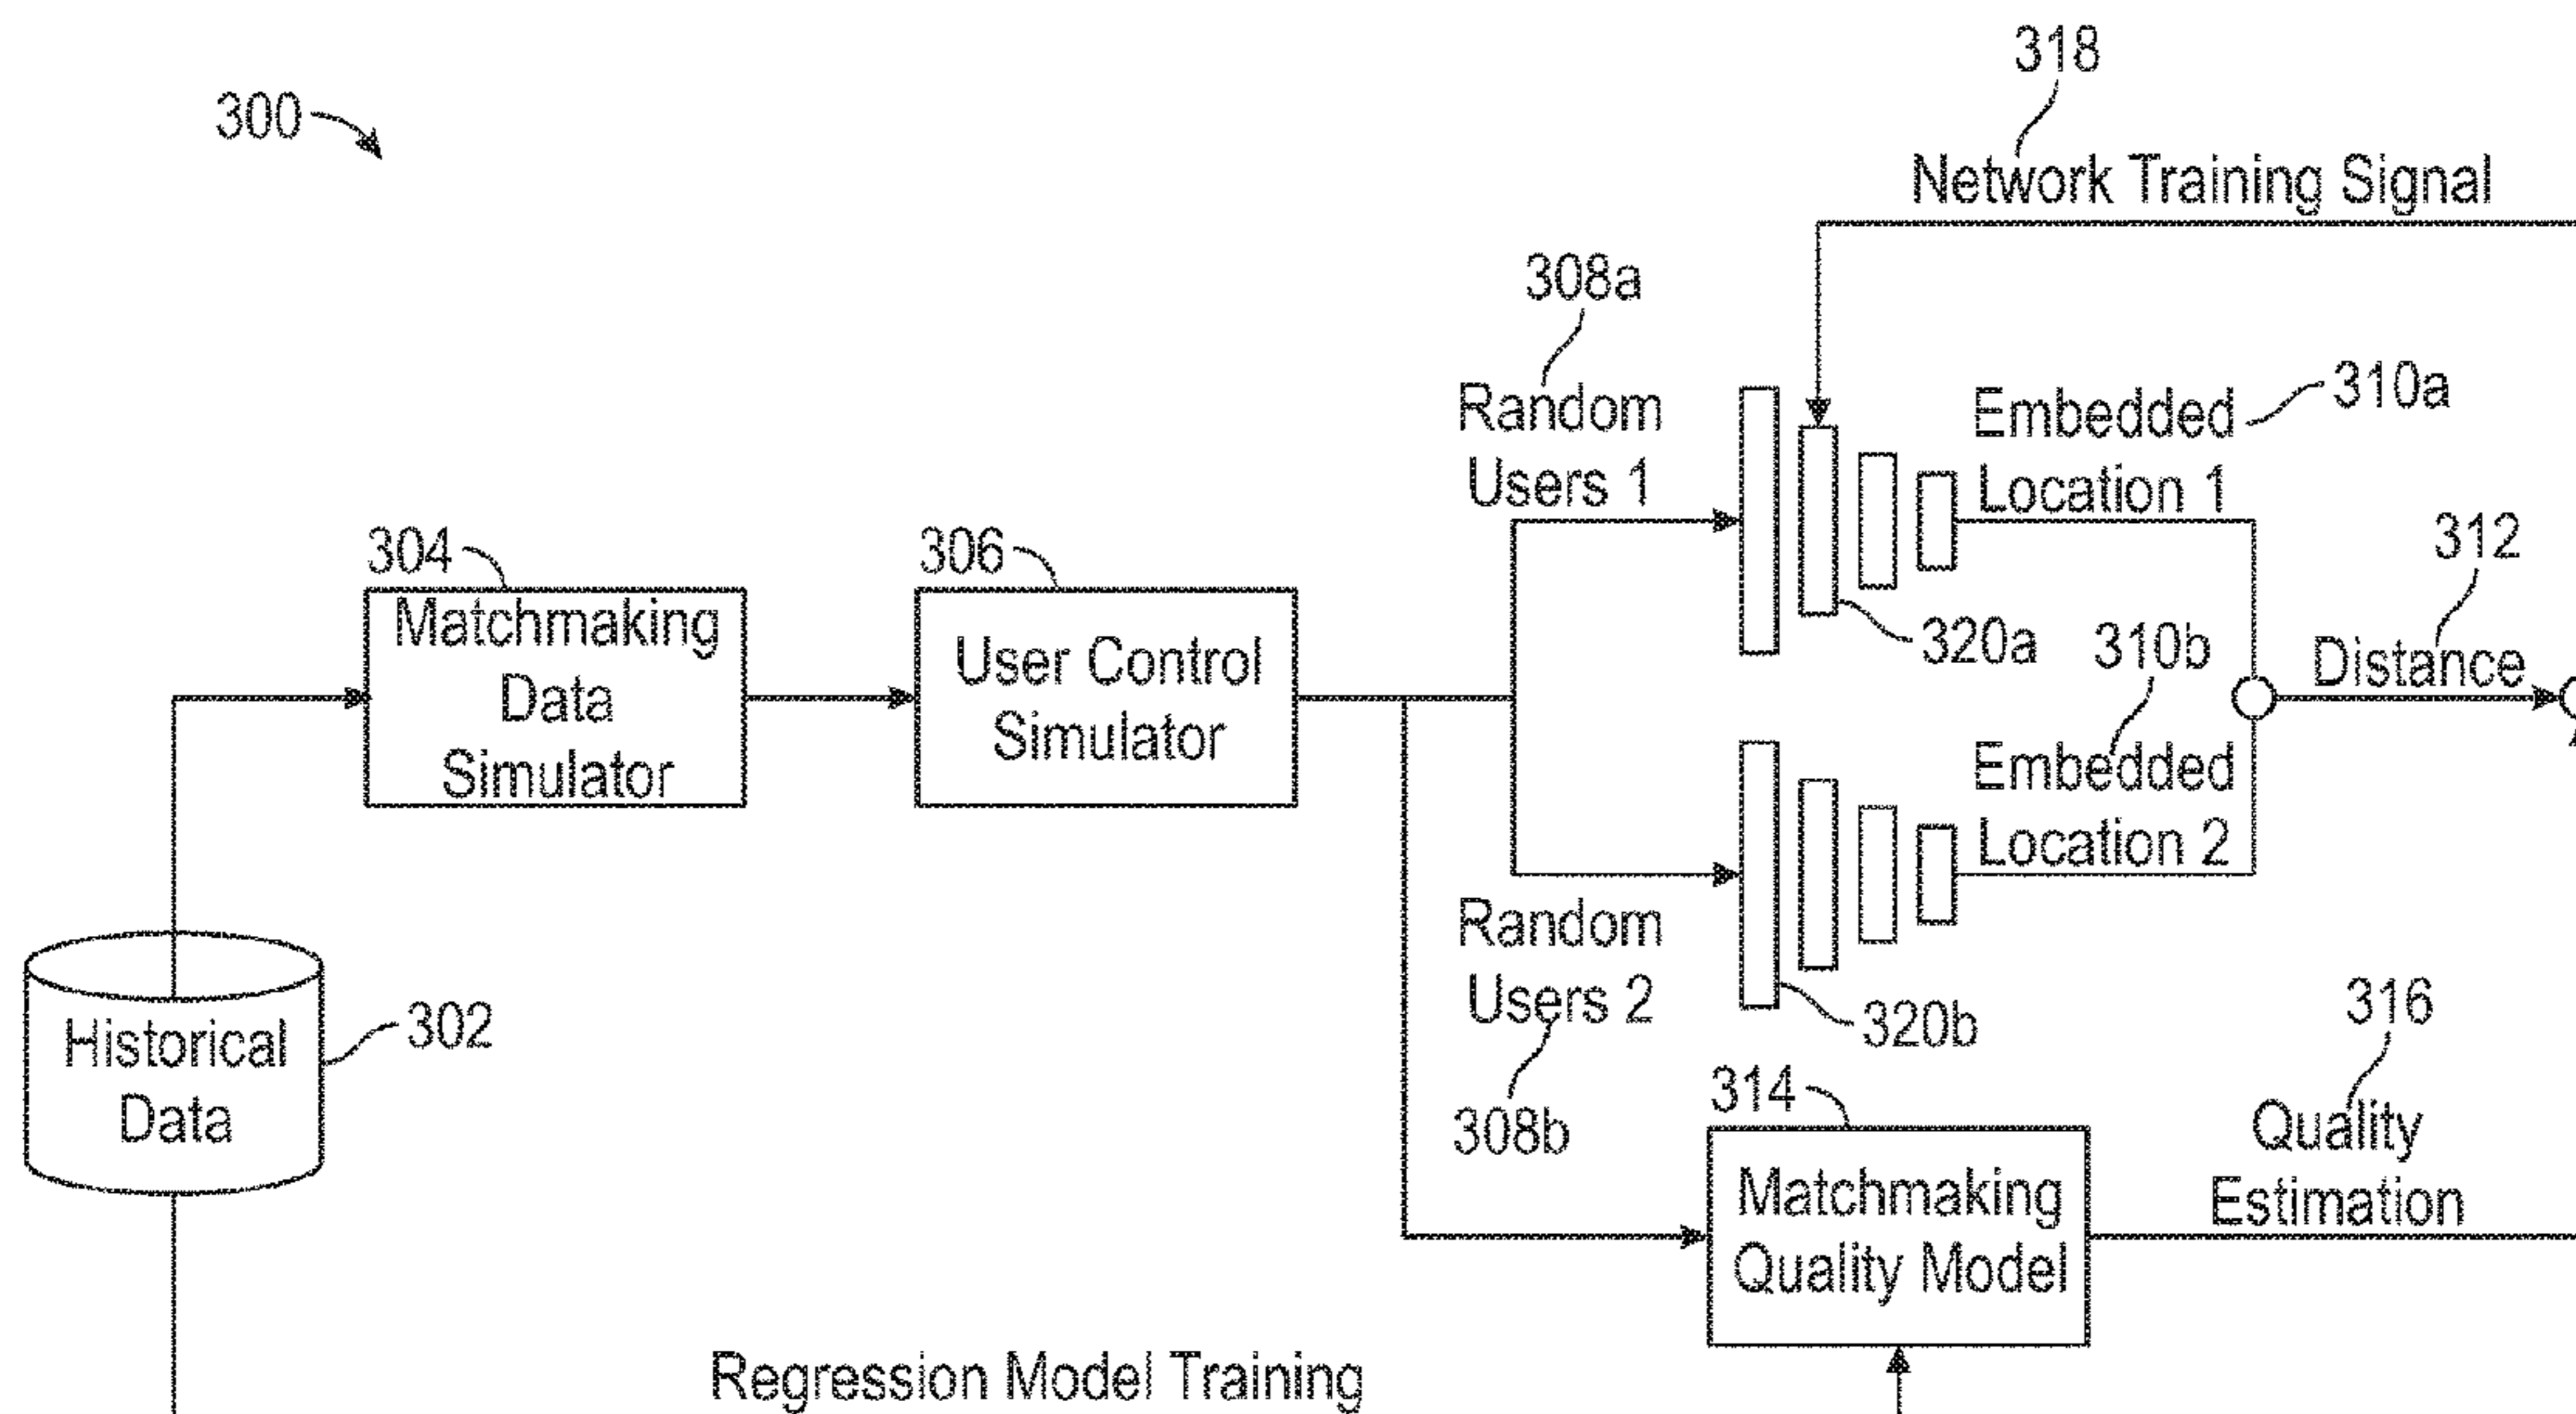 318
300
Network Training Signal
308a
Random
Users 1
Embedded
Location 1
310a
312
304
306
Matchmaking
Data
Simulator
User Control
Simulator
320a
310b
Distance
Embedded
Location 2
Random
Users 2
308b
320b
Historical
Data
302
316
314
Quality
Estimation
Matchmaking
Quality Model
Regression Model Training